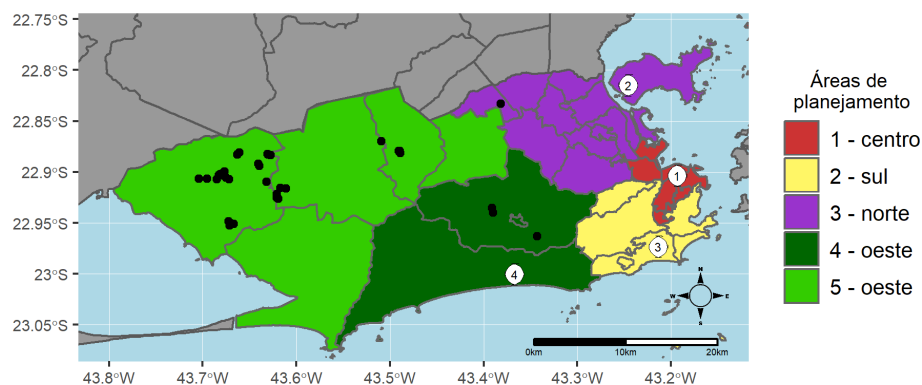 22.75°S
22.8°S
22.85°S
22.9°S
22.95°S
23°S
23.05°S
43.8°W
43.7°W
43.6°W
43.5°W
43.4°W
43.3°W
43.2°W
2
1
3
4
N
W
E
S
0km
10km
20km
Áreas de
planejamento
1 - centro
2 - sul
3 - norte
4 - oeste
5 - oeste